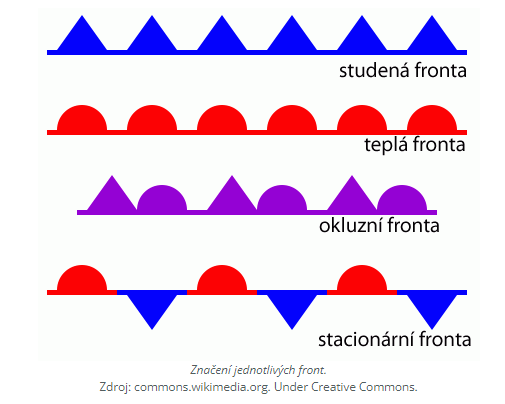 studená fronta
teplá fronta
okluzní fronta
stacionární fronta
Značení jednotlivých front.
Zdroj: commons.wikimedia.org. Under Creative Commons.